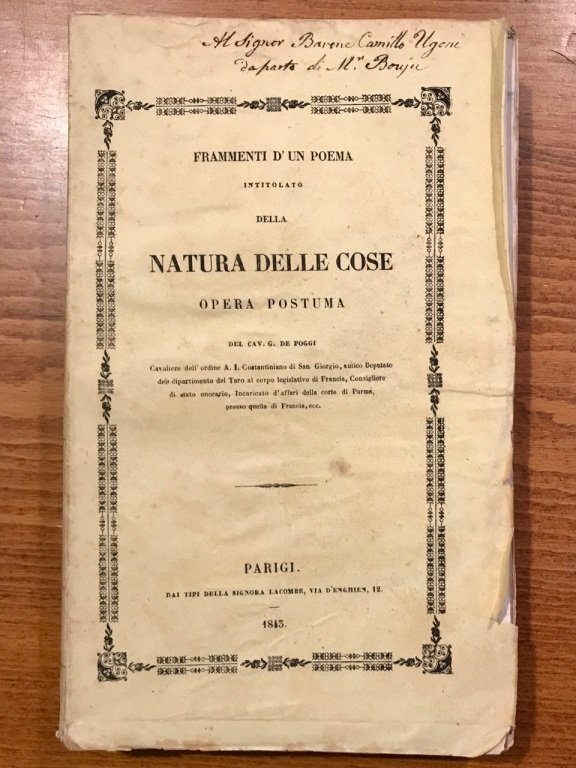 Al Signor Barone Camillo Ugoni
da parte di Mr Bouju
FRAMMENTI D'UN POEMA
INTITOLATO
DELLA
NATURA DELLE COSE
OPERA POSTUMA
DEL CAV. G. DE POGGI
Cavaliere dell'ordine A. I. Costantiniano di San Giorgio, antico Deputato
dels dipartimento del Taro al corpo legislativo di Francia, Consigliere
di stato onorario, Incaricato d'affari della corte di Parma,
presso quella di Francia, ecc.
PARIGI.
DAI TIPI DELLA SIGNORA LACOMBE, VIA D'ENGHIEN, 12.
1843.